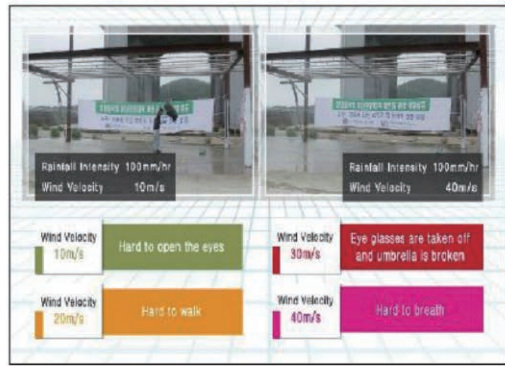 Rainfall Intensity 100mm/hr
Wind Velocity 10m/s
Rainfall Intensity 100mm/hr
Wind Velocity 40m/s
Wind Velocity
10m/s
Hard to open the eyes
Wind Velocity
30m/s
Eye glasses are taken off
and umbrella is broken
Wind Velocity
20m/s
Hard to walk
Wind Velocity
40m/s
Hard to breath